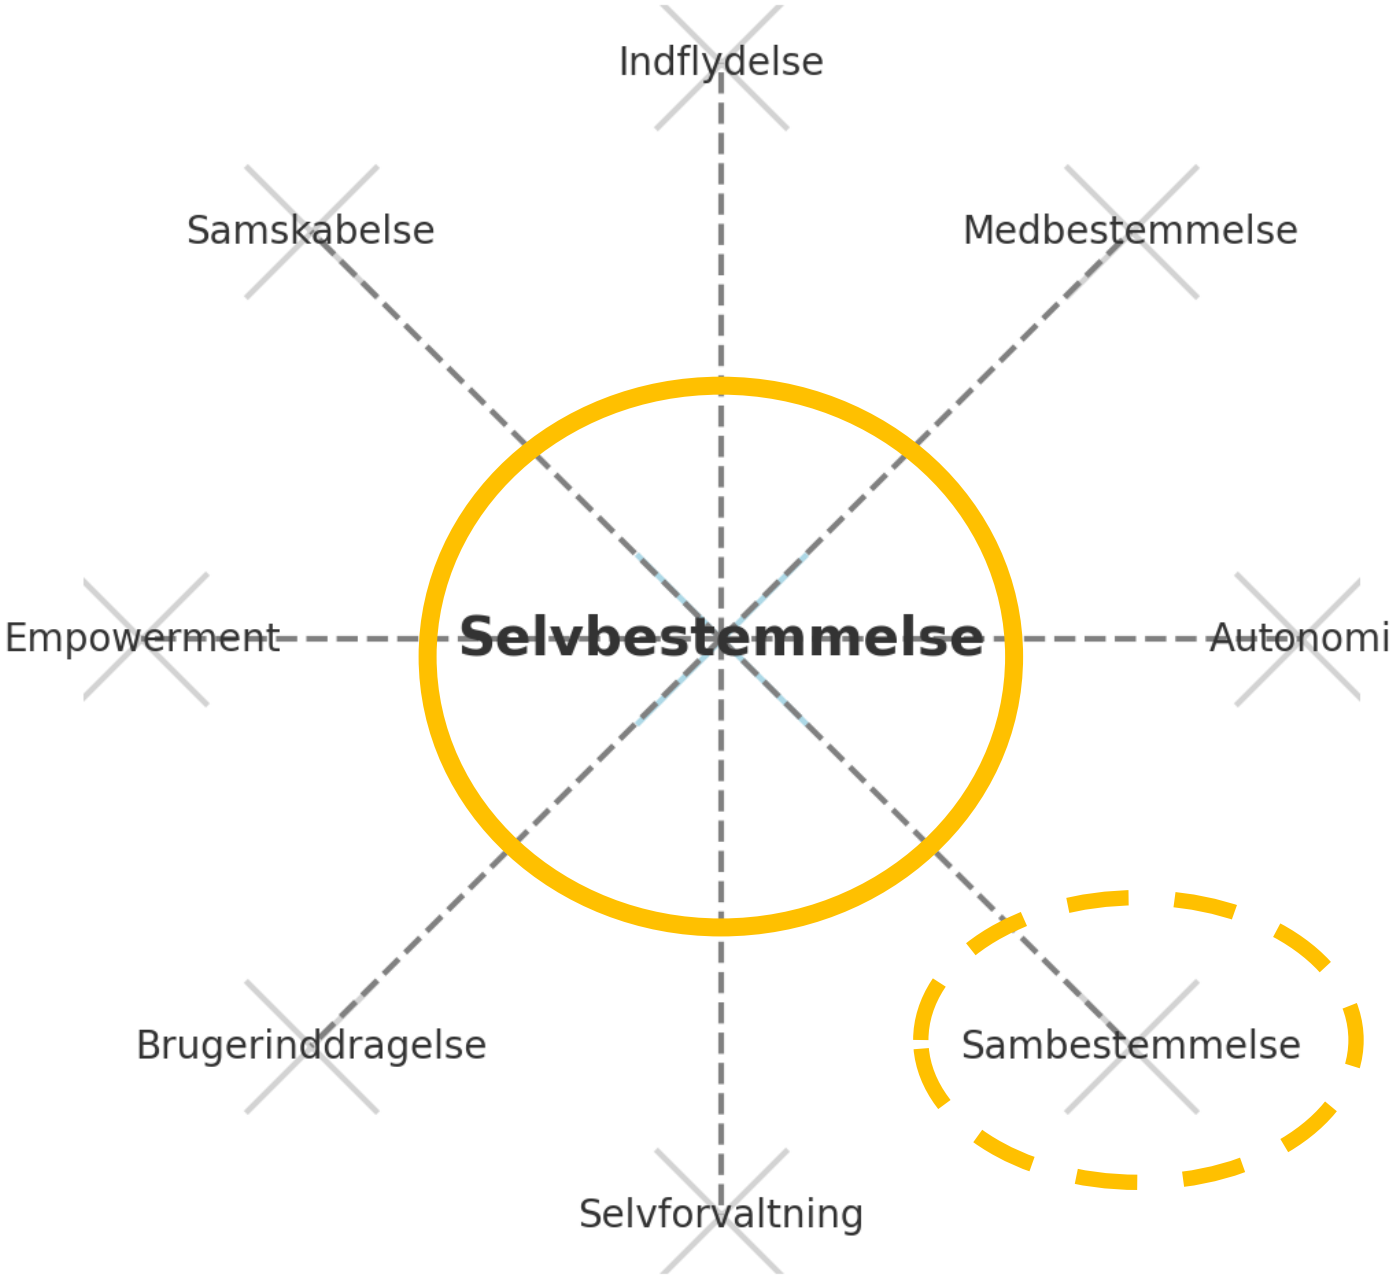 Indflydelse
Samskabelse
Medbestemmelse
Empowerment
Selvbestemmelse
Autonomi
Brugerinddragelse
Sambestemmelse
Selvforvaltning